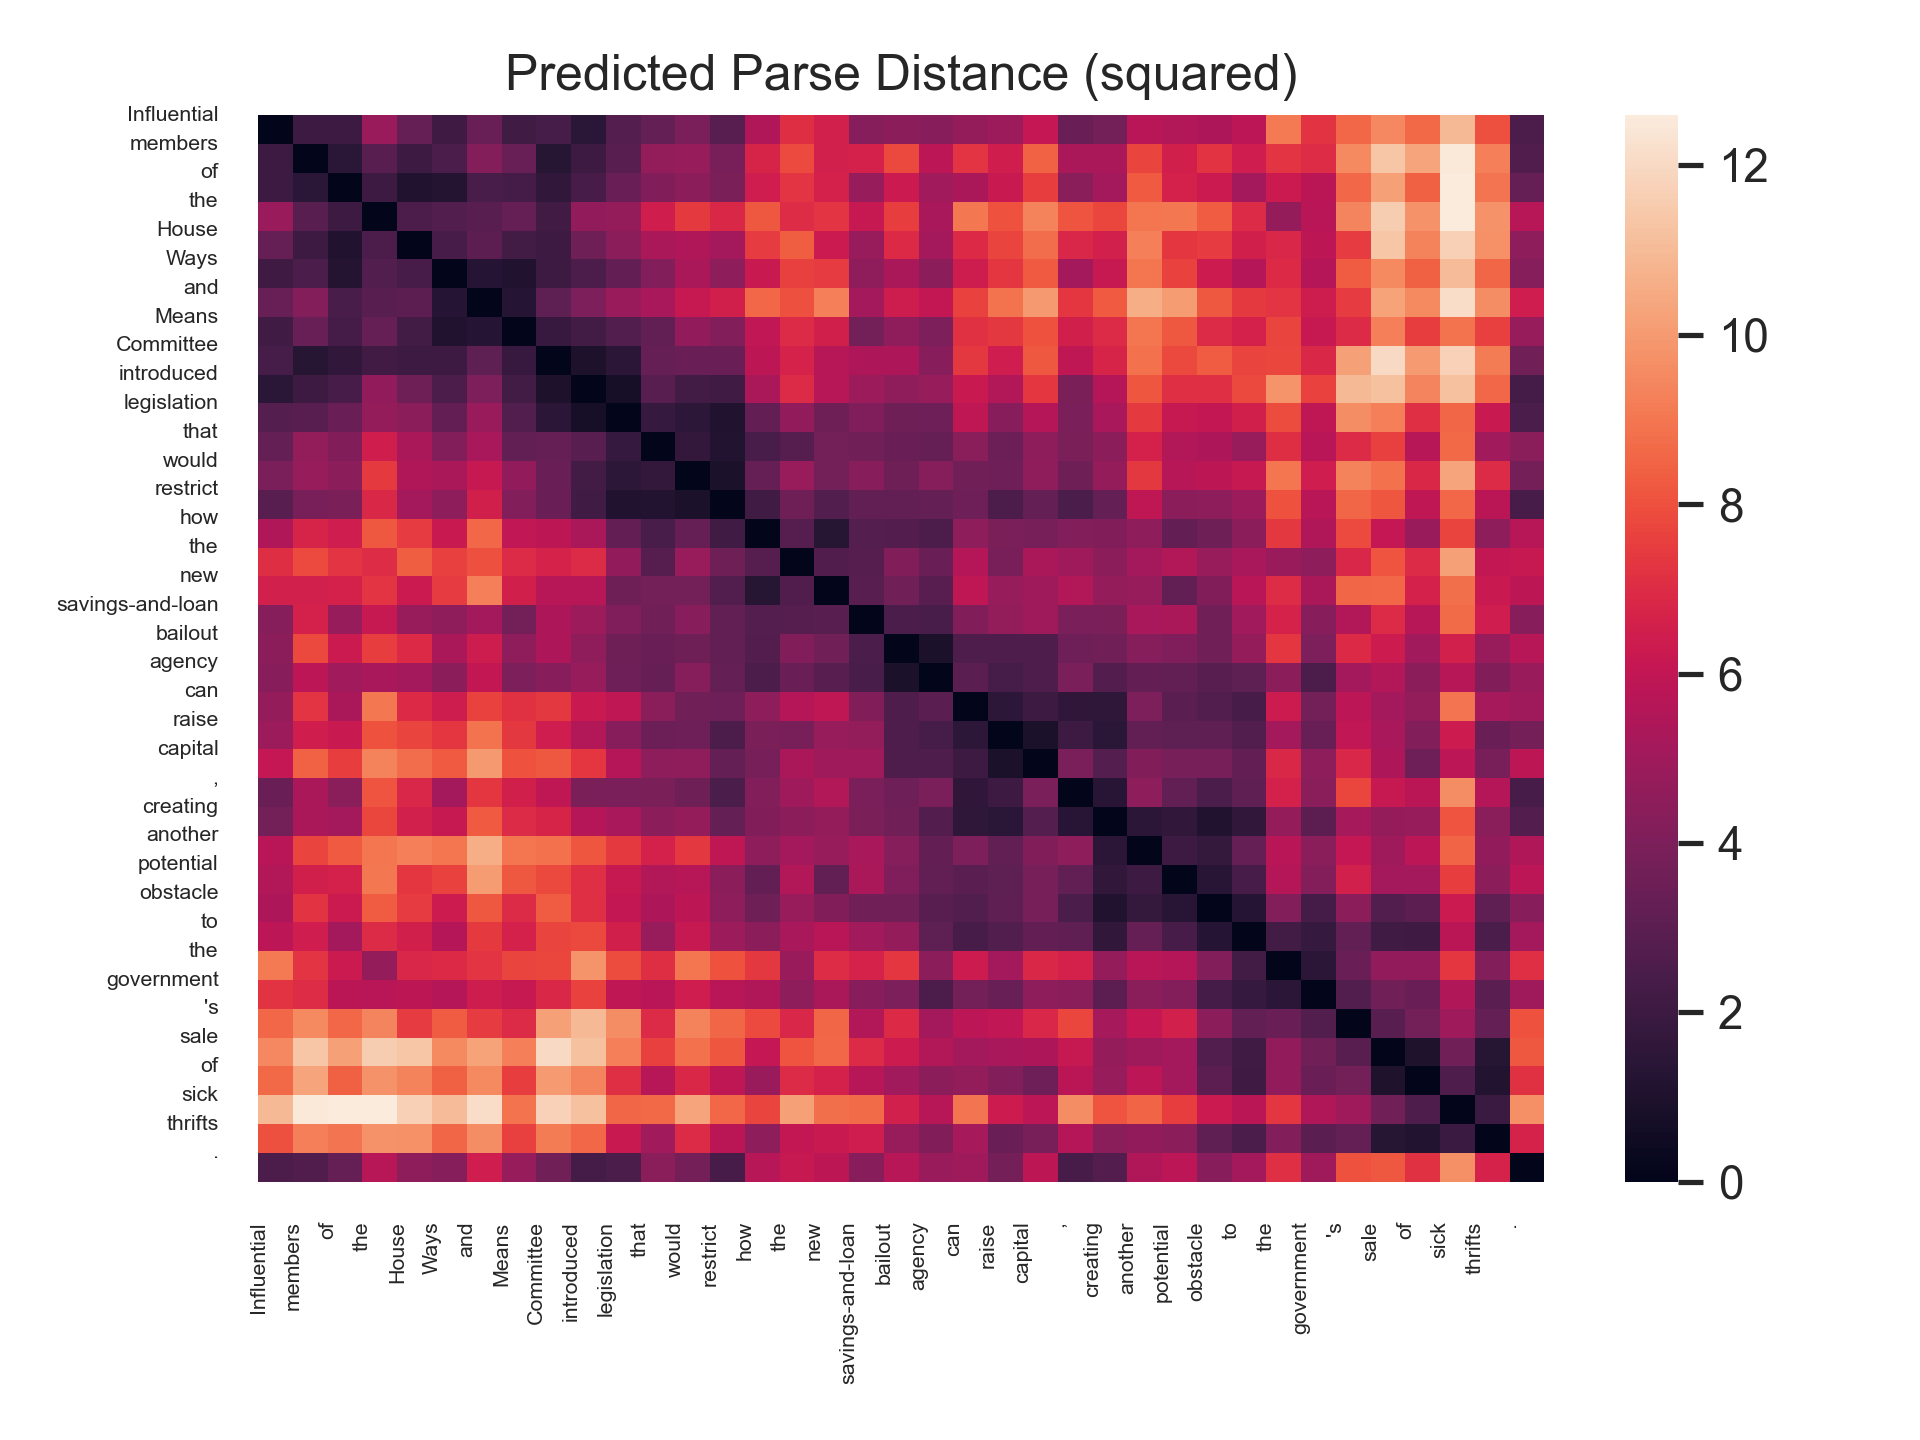 Predicted Parse Distance (squared)
Influential
members
of
the
House
Ways
and
Means
Committee
introduced
legislation
that
would
restrict
how
the
new
savings-and-loan
bailout
agency
can
raise
capital
,
creating
another
potential
obstacle
to
the
government
's
sale
of
sick
thrifts
.
12
10
8
6
4
2
0
Influential
members
of
the
House
Ways
and
Means
Committee
introduced
legislation
that
would
restrict
how
the
new
savings-and-loan
bailout
agency
can
raise
capital
,
creating
another
potential
obstacle
to
the
government
's
sale
of
sick
thrifts
.